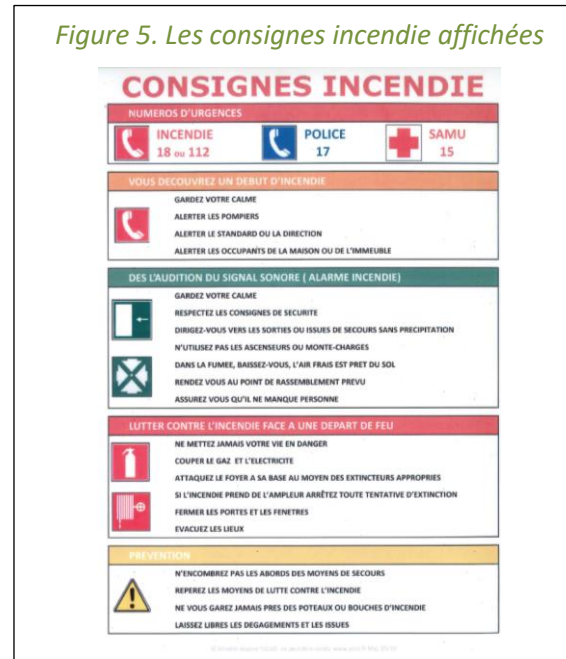 Figure 5. Les consignes incendie affichées
CONSIGNES INCENDIE
NUMEROS D'URGENCES
INCENDIE
18 ou 112
POLICE
17
SAMU
15
VOUS DECOUVREZ UN DEBUT D'INCENDIE
GARDEZ VOTRE CALME
ALERTER LES POMPIERS
ALERTER LE STANDARD OU LA DIRECTION
ALERTER LES OCCUPANTS DE LA MAISON OU DE L'IMMEUBLE
DES L'AUDITION DU SIGNAL SONORE ( ALARME INCENDIE)
GARDEZ VOTRE CALME
RESPECTEZ LES CONSIGNES DE SECURITE
DIRIGEZ-VOUS VERS LES SORTIES OU ISSUES DE SECOURS SANS PRECIPITATION
N'UTILISEZ PAS LES ASCENSEURS OU MONTE-CHARGES
DANS LA FUMEE, BAISSEZ-VOUS, L'AIR FRAIS EST PRET DU SOL
RENDEZ VOUS AU POINT DE RASSEMBLEMENT PREVU
ASSUREZ VOUS QU'IL NE MANQUE PERSONNE
LUTTER CONTRE L'INCENDIE FACE A UNE DEPART DE FEU
NE METTEZ JAMAIS VOTRE VIE EN DANGER
COUPER LE GAZ ET L'ELECTRICITE
ATTAQUEZ LE FOYER A SA BASE AU MOYEN DES EXTINCTEURS APPROPRIES
SI L'INCENDIE PREND DE L'AMPLEUR ARRÊTEZ TOUTE TENTATIVE D'EXTINCTION
FERMER LES PORTES ET LES FENETRES
EVACUEZ LES LIEUX
PREVENTION
N'ENCOMBREZ PAS LES ABORDS DES MOYENS DE SECOURS
REPEREZ LES MOYENS DE LUTTE CONTRE L'INCENDIE
NE VOUS GAREZ JAMAIS PRES DES POTEAUX OU BOUCHES D'INCENDIE
LAISSEZ LIBRES LES DEGAGEMENTS ET LES ISSUES